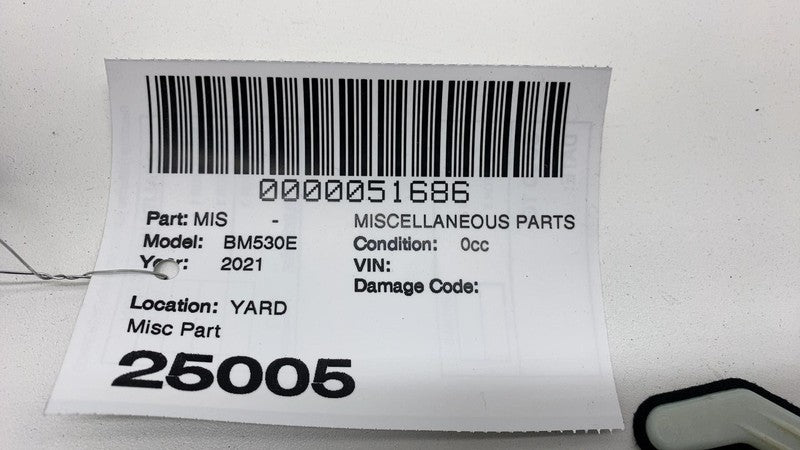 0000051686
Part: MIS - MISCELLANEOUS PARTS
Model: BM530E Condition: 0cc
Year: 2021 VIN:
Damage Code:
Location: YARD
Misc Part
25005